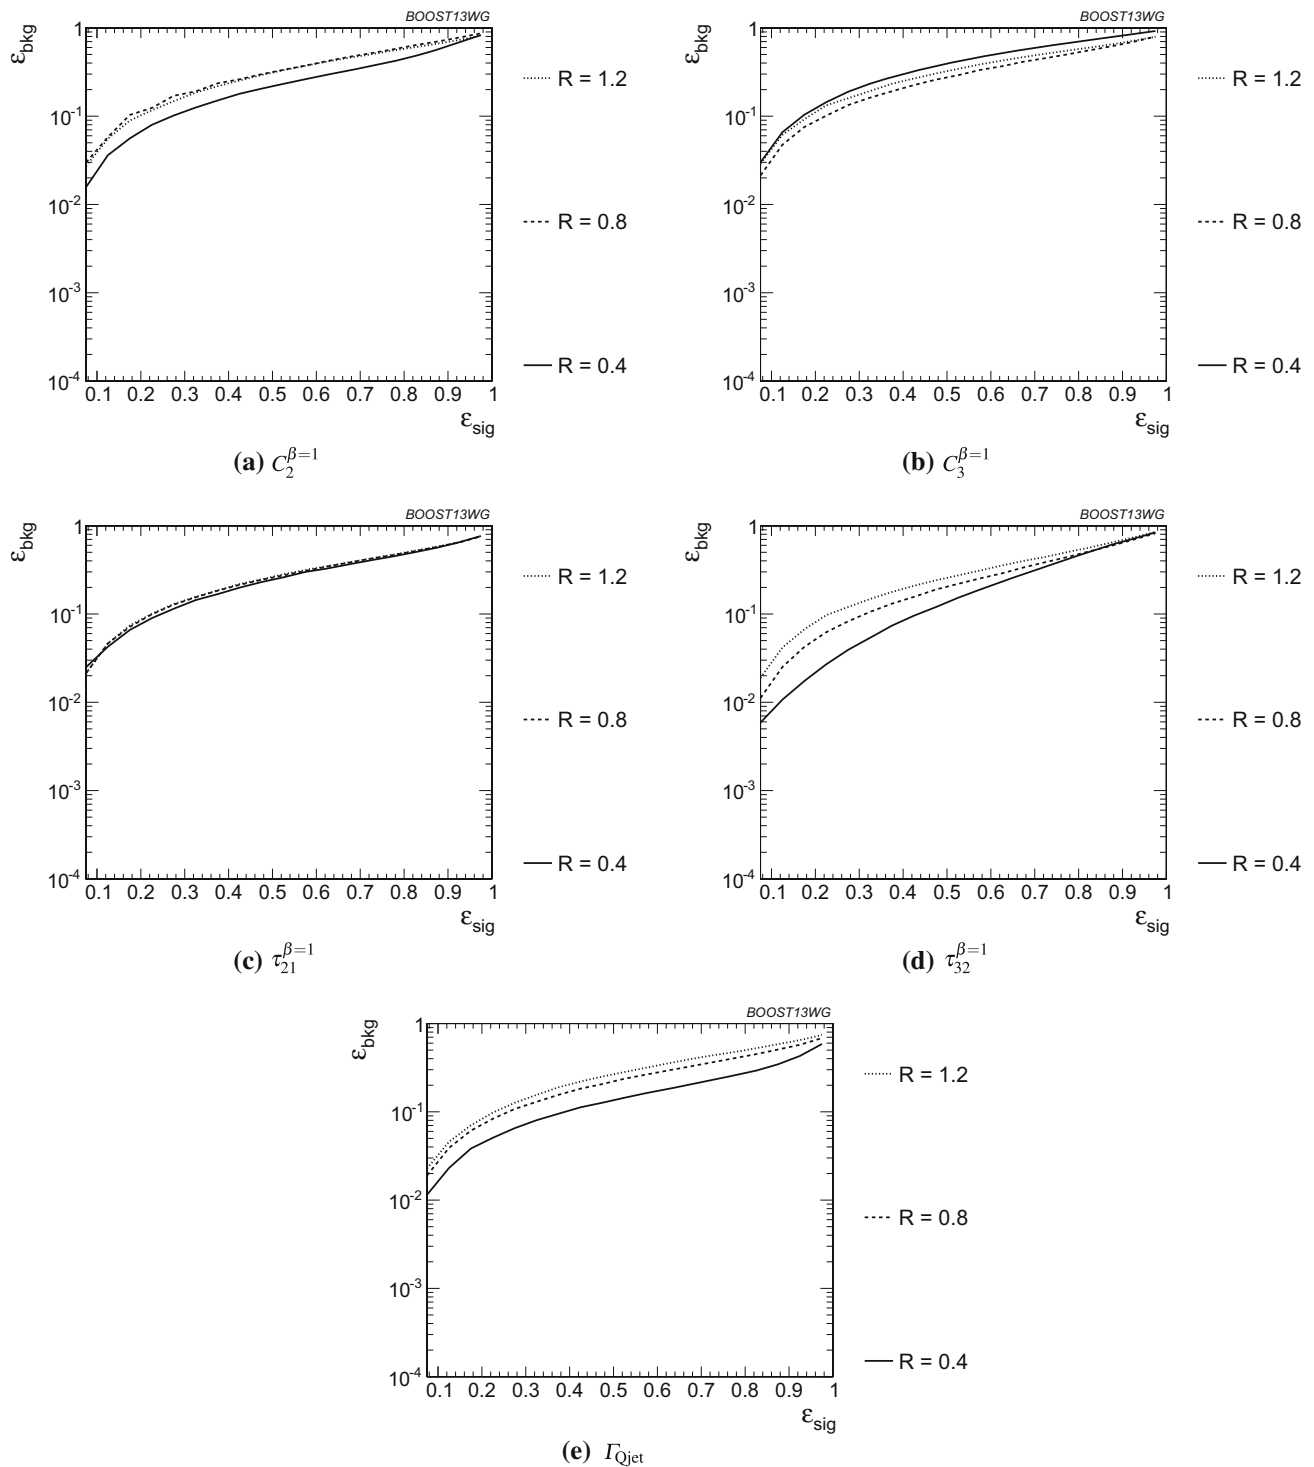 BOOST13WG
ε_bkg
1
10^-1
10^-2
10^-3
10^-4
0.1 0.2 0.3 0.4 0.5 0.6 0.7 0.8 0.9 1
ε_sig
R = 1.2
R = 0.8
R = 0.4
(a) C_2^{β=1}
BOOST13WG
ε_bkg
1
10^-1
10^-2
10^-3
10^-4
0.1 0.2 0.3 0.4 0.5 0.6 0.7 0.8 0.9 1
ε_sig
R = 1.2
R = 0.8
R = 0.4
(b) C_3^{β=1}
BOOST13WG
ε_bkg
1
10^-1
10^-2
10^-3
10^-4
0.1 0.2 0.3 0.4 0.5 0.6 0.7 0.8 0.9 1
ε_sig
R = 1.2
R = 0.8
R = 0.4
(c) τ_21^{β=1}
BOOST13WG
ε_bkg
1
10^-1
10^-2
10^-3
10^-4
0.1 0.2 0.3 0.4 0.5 0.6 0.7 0.8 0.9 1
ε_sig
R = 1.2
R = 0.8
R = 0.4
(d) τ_32^{β=1}
BOOST13WG
ε_bkg
1
10^-1
10^-2
10^-3
10^-4
0.1 0.2 0.3 0.4 0.5 0.6 0.7 0.8 0.9 1
ε_sig
R = 1.2
R = 0.8
R = 0.4
(e) Γ_Qjet